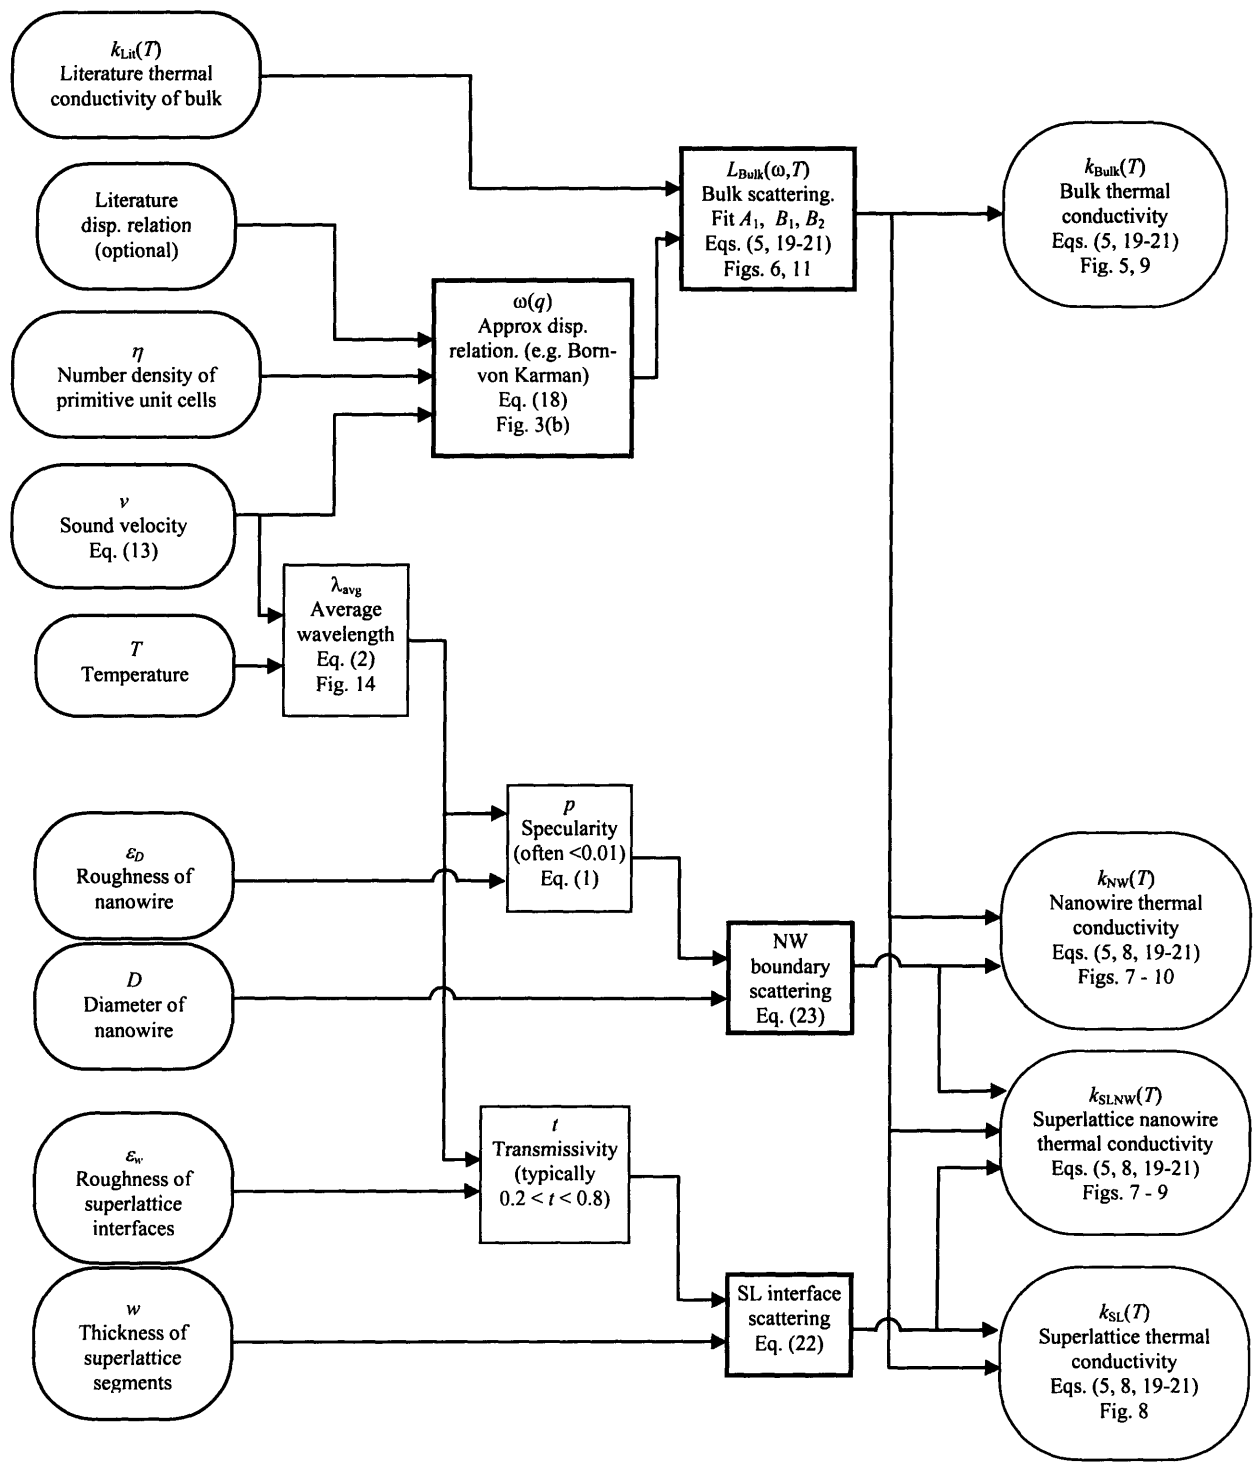 k_Lit(T)
Literature thermal
conductivity of bulk
Literature
disp. relation
(optional)
η
Number density of
primitive unit cells
v
Sound velocity
Eq. (13)
T
Temperature
ε_D
Roughness of
nanowire
D
Diameter of
nanowire
ε_w
Roughness of
superlattice
interfaces
w
Thickness of
superlattice
segments
λ_avg
Average
wavelength
Eq. (2)
Fig. 14
ω(q)
Approx disp.
relation. (e.g. Born-
von Karman)
Eq. (18)
Fig. 3(b)
p
Specularity
(often <0.01)
Eq. (1)
t
Transmissivity
(typically
0.2 < t < 0.8)
L_Bulk(ω,T)
Bulk scattering.
Fit A₁, B₁, B₂
Eqs. (5, 19-21)
Figs. 6, 11
NW
boundary
scattering
Eq. (23)
SL interface
scattering
Eq. (22)
k_Bulk(T)
Bulk thermal
conductivity
Eqs. (5, 19-21)
Fig. 5, 9
k_NW(T)
Nanowire thermal
conductivity
Eqs. (5, 8, 19-21)
Figs. 7 - 10
k_SLNW(T)
Superlattice nanowire
thermal conductivity
Eqs. (5, 8, 19-21)
Figs. 7 - 9
k_SL(T)
Superlattice thermal
conductivity
Eqs. (5, 8, 19-21)
Fig. 8